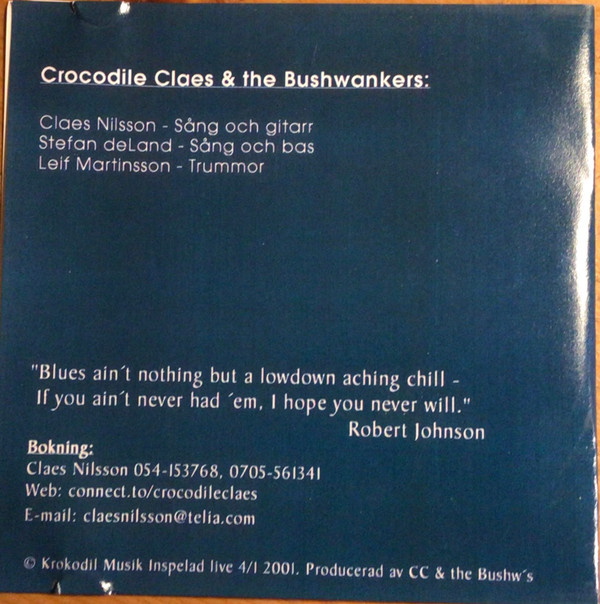 Crocodile Claes & the Bushwankers:
Claes Nilsson - Sång och gitarr
Stefan deLand - Sång och bas
Leif Martinsson - Trummor
"Blues ain´t nothing but a lowdown aching chill -
If you ain´t never had ´em, I hope you never will."
Robert Johnson
Bokning:
Claes Nilsson 054-153768, 0705-561341
Web: connect.to/crocodileclaes
E-mail: claesnilsson@telia.com
© Krokodil Musik Inspelad live 4/1 2001. Producerad av CC & the Bushw´s